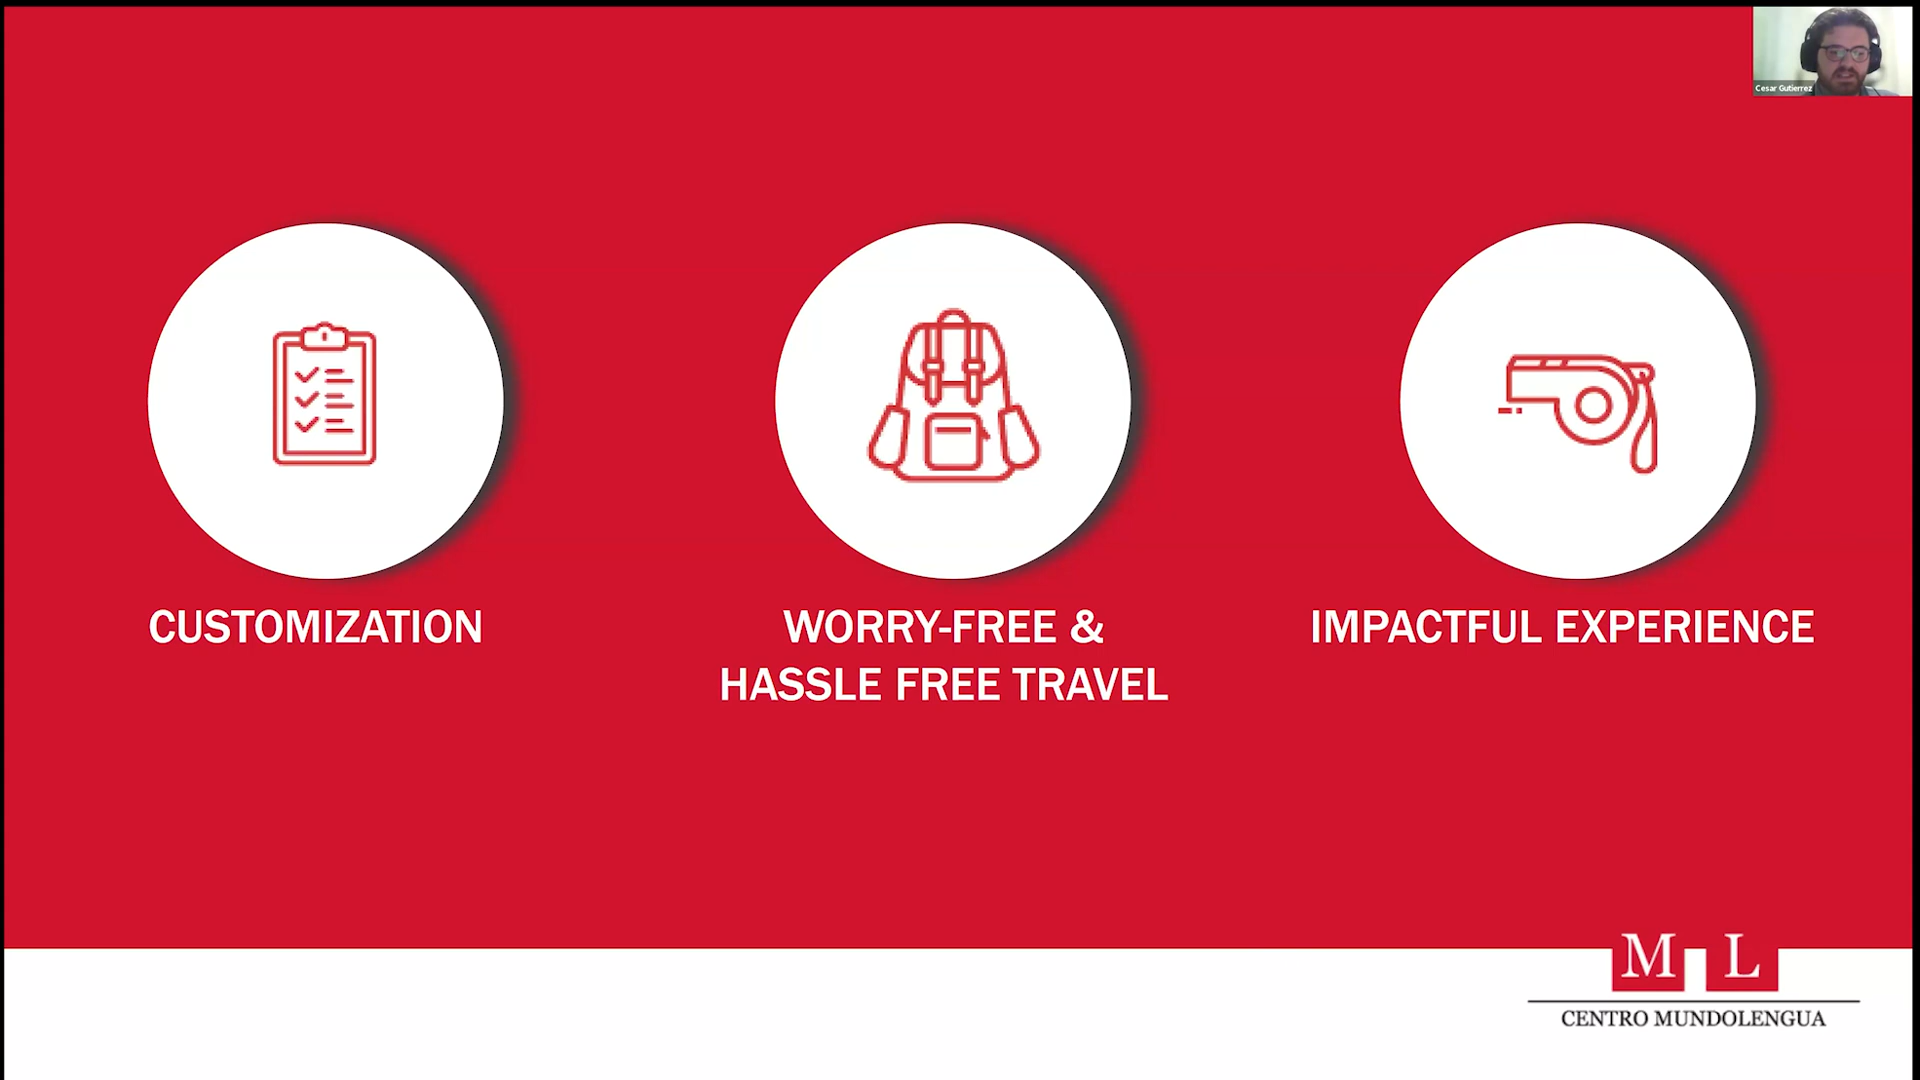 Cesar Gutierrez
CUSTOMIZATION
WORRY-FREE &
HASSLE FREE TRAVEL
IMPACTFUL EXPERIENCE
M L
CENTRO MUNDOLENGUA